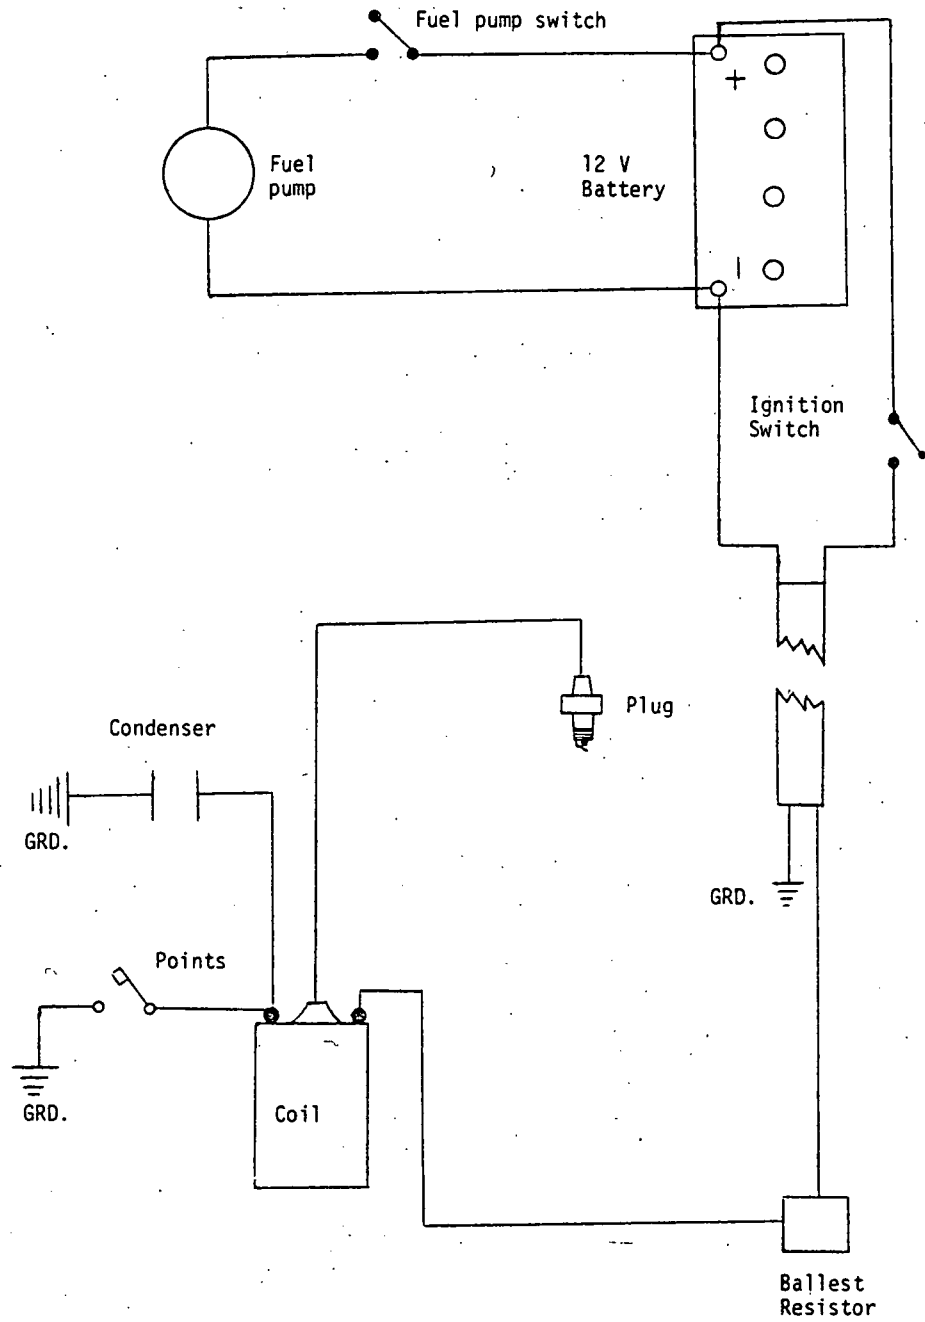 Fuel pump switch
+
Fuel
pump
12 V
Battery
-
Ignition
Switch
Plug
Condenser
GRD.
GRD.
Points
GRD.
Coil
Ballest
Resistor